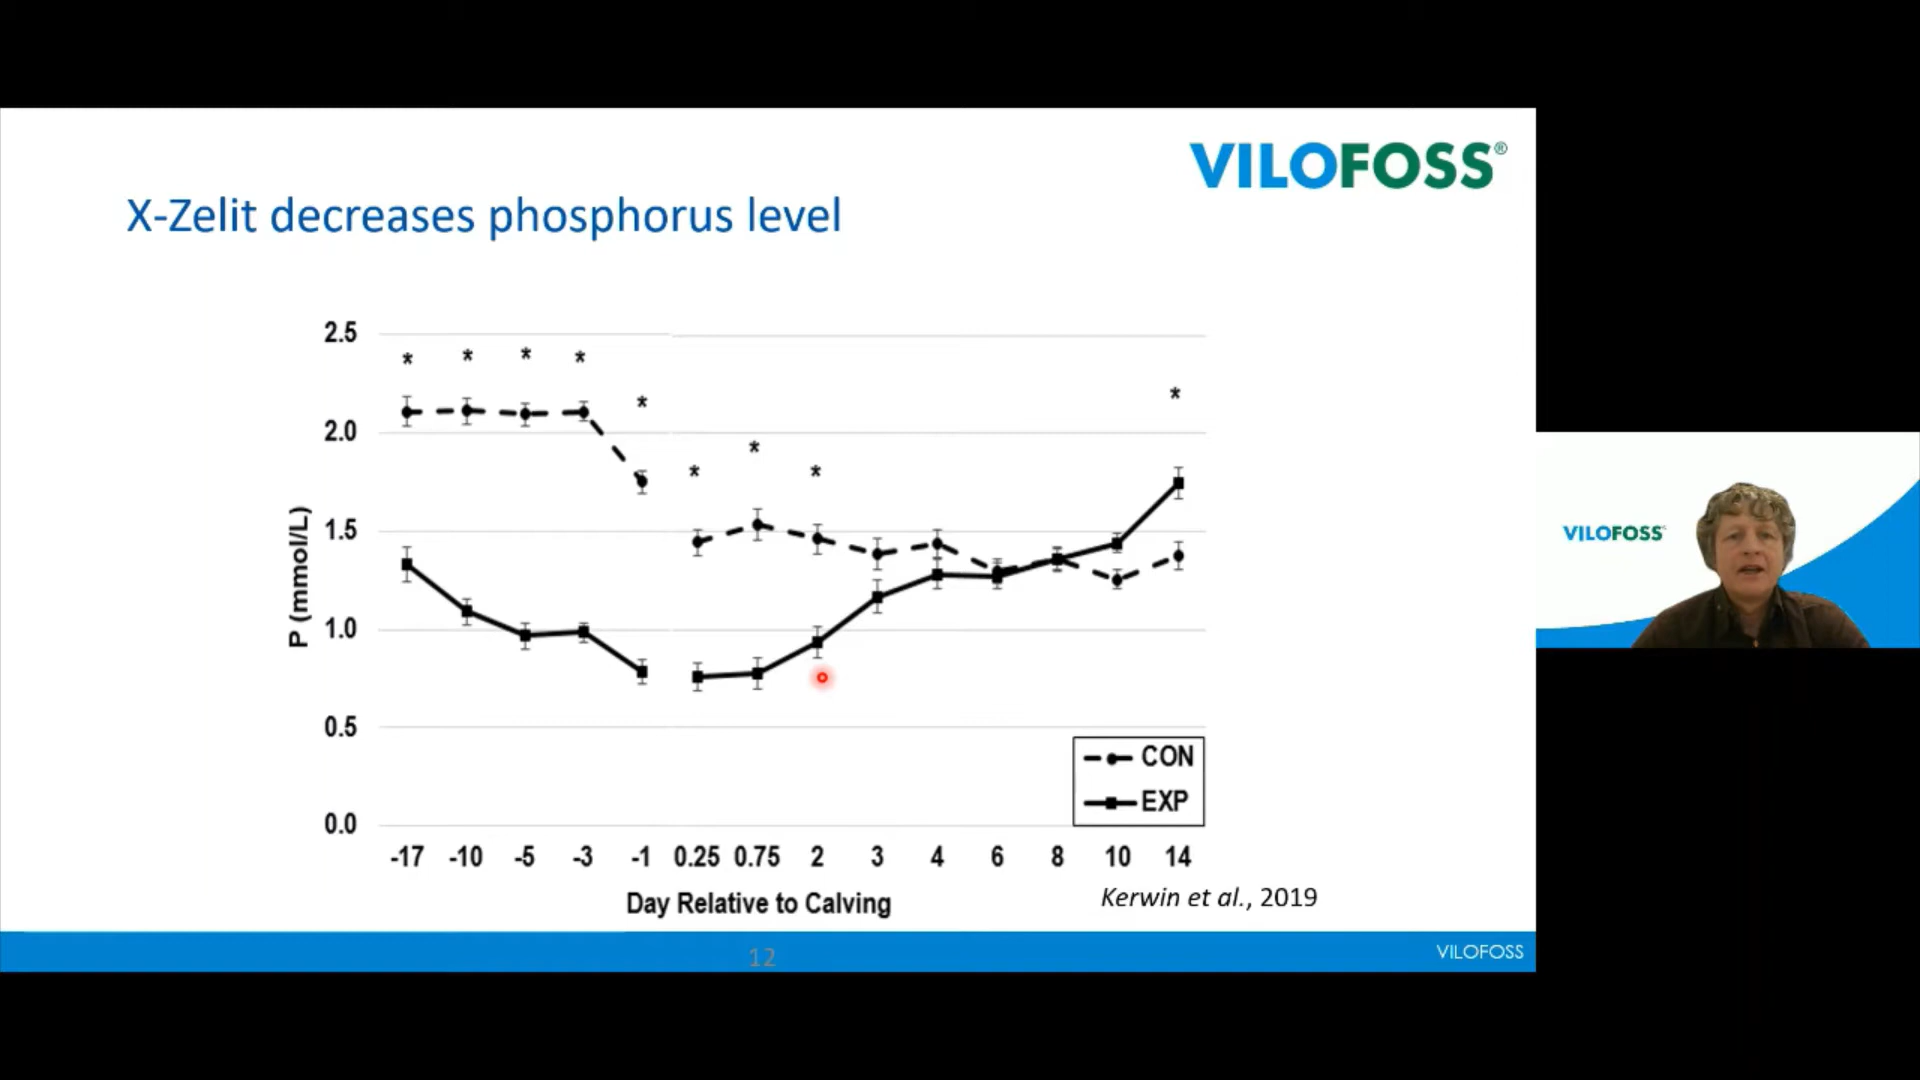 VILOFOSS®
X-Zelit decreases phosphorus level
2.5
2.0
1.5
1.0
0.5
0.0
P (mmol/L)
* * * * * * * * *
CON
EXP
-17 -10 -5 -3 -1 0.25 0.75 2 3 4 6 8 10 14
Day Relative to Calving
Kerwin et al., 2019
12
VILOFOSS
VILOFOSS